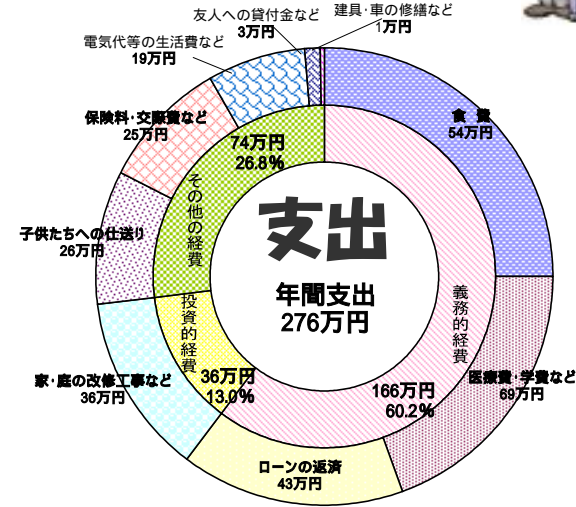 友人への貸付金など
3万円
建具・車の修繕など
1万円
電気代等の生活費など
19万円
保険料・交際費など
25万円
子供たちへの仕送り
26万円
家・庭の改修工事など
36万円
ローンの返済
43万円
医療費・学費など
69万円
食 費
54万円
その他の経費
74万円
26.8%
投資的経費
36万円
13.0%
義務的経費
166万円
60.2%
支出
年間支出
276万円